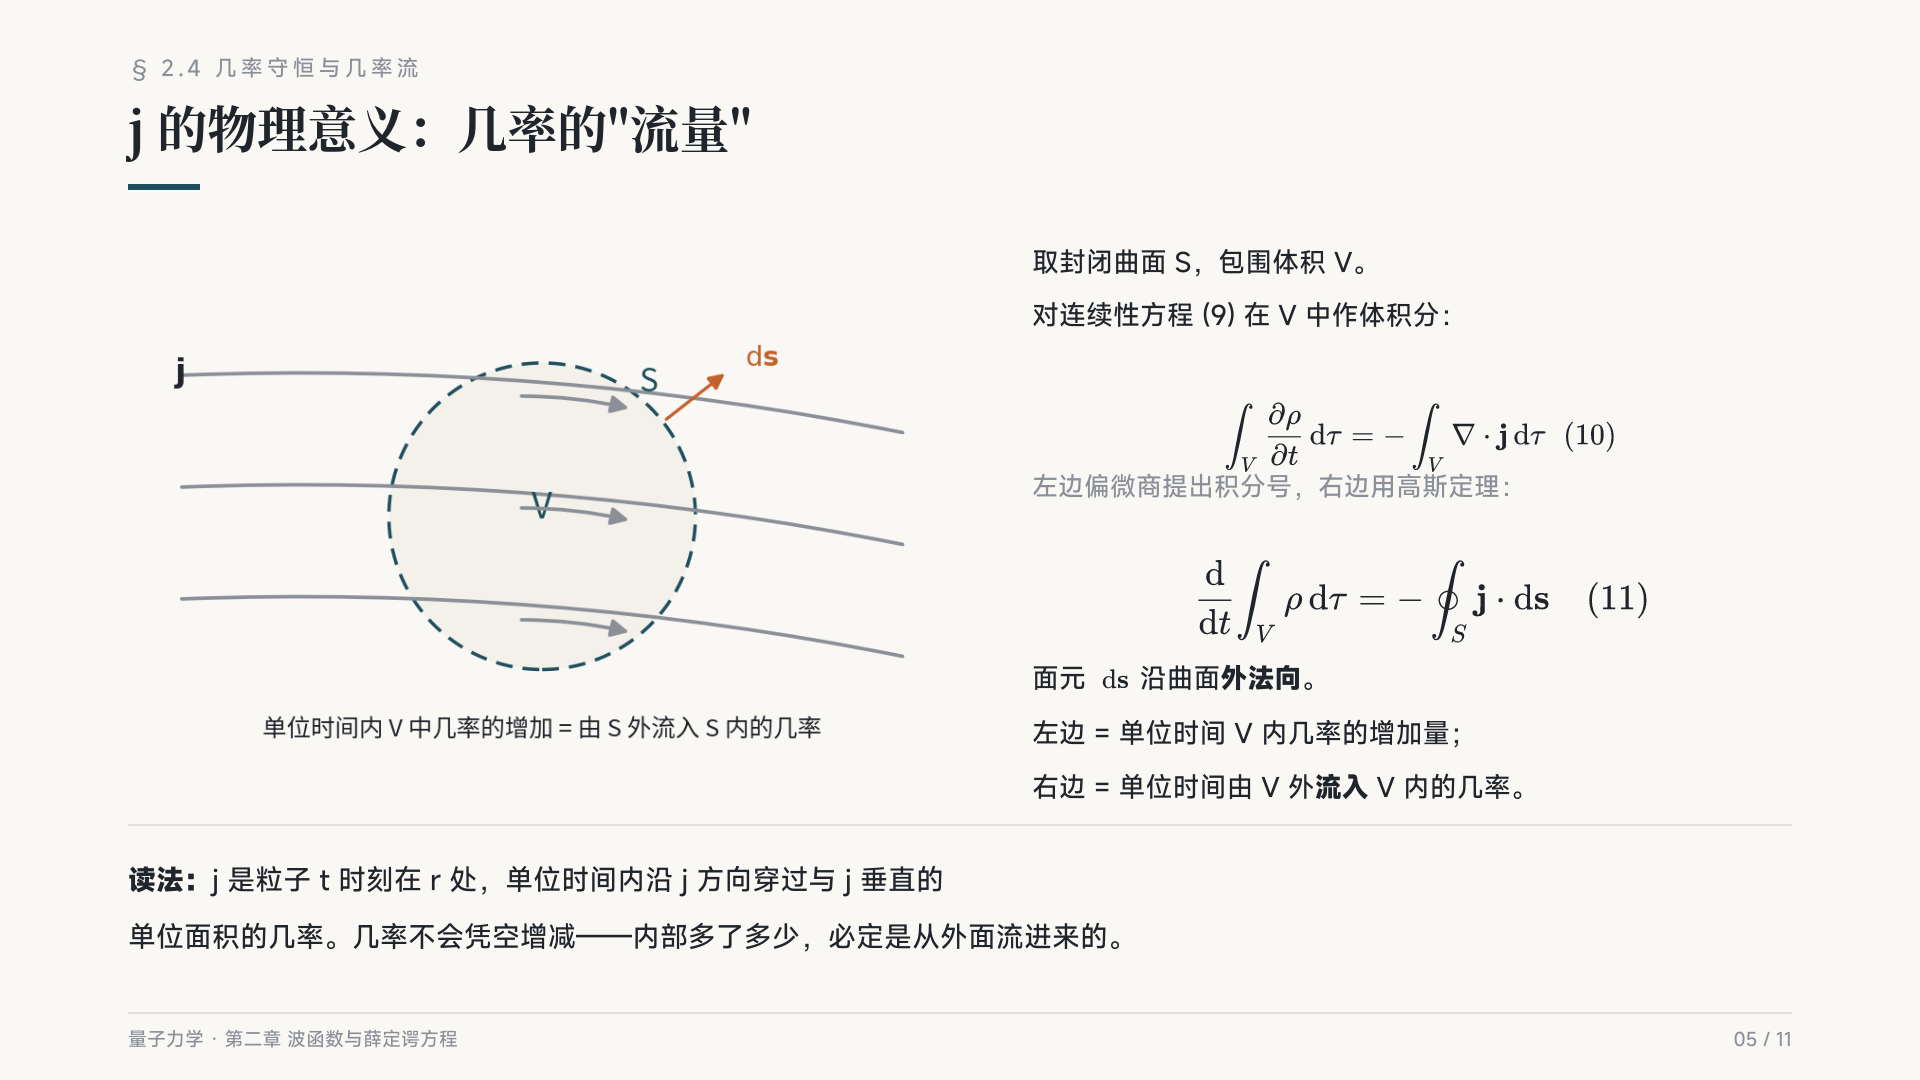 § 2.4 几率守恒与几率流
j 的物理意义：几率的"流量"
j
S
ds
V
单位时间内 V 中几率的增加 = 由 S 外流入 S 内的几率
取封闭曲面 S，包围体积 V。
对连续性方程 (9) 在 V 中作体积分：
∫_V ∂ρ/∂t dτ = − ∫_V ∇ · j dτ (10)
左边偏微商提出积分号，右边用高斯定理：
d/dt ∫_V ρ dτ = − ∮_S j · ds (11)
面元 ds 沿曲面外法向。
左边 = 单位时间 V 内几率的增加量；
右边 = 单位时间由 V 外流入 V 内的几率。
读法：j 是粒子 t 时刻在 r 处，单位时间内沿 j 方向穿过与 j 垂直的
单位面积的几率。几率不会凭空增减——内部多了多少，必定是从外面流进来的。
量子力学 · 第二章 波函数与薛定谔方程
05 / 11